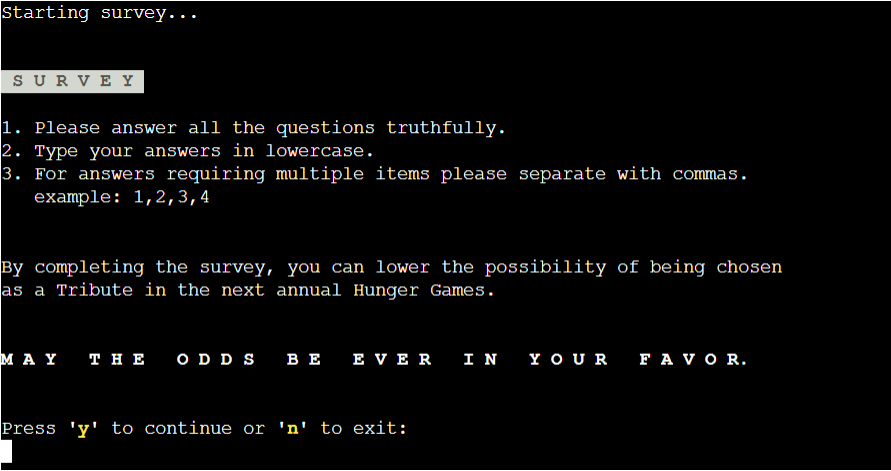 Starting survey...
S U R V E Y
1. Please answer all the questions truthfully.
2. Type your answers in lowercase.
3. For answers requiring multiple items please separate with commas.
example: 1,2,3,4
By completing the survey, you can lower the possibility of being chosen
as a Tribute in the next annual Hunger Games.
M A Y   T H E   O D D S   B E   E V E R   I N   Y O U R   F A V O R.
Press 'y' to continue or 'n' to exit: